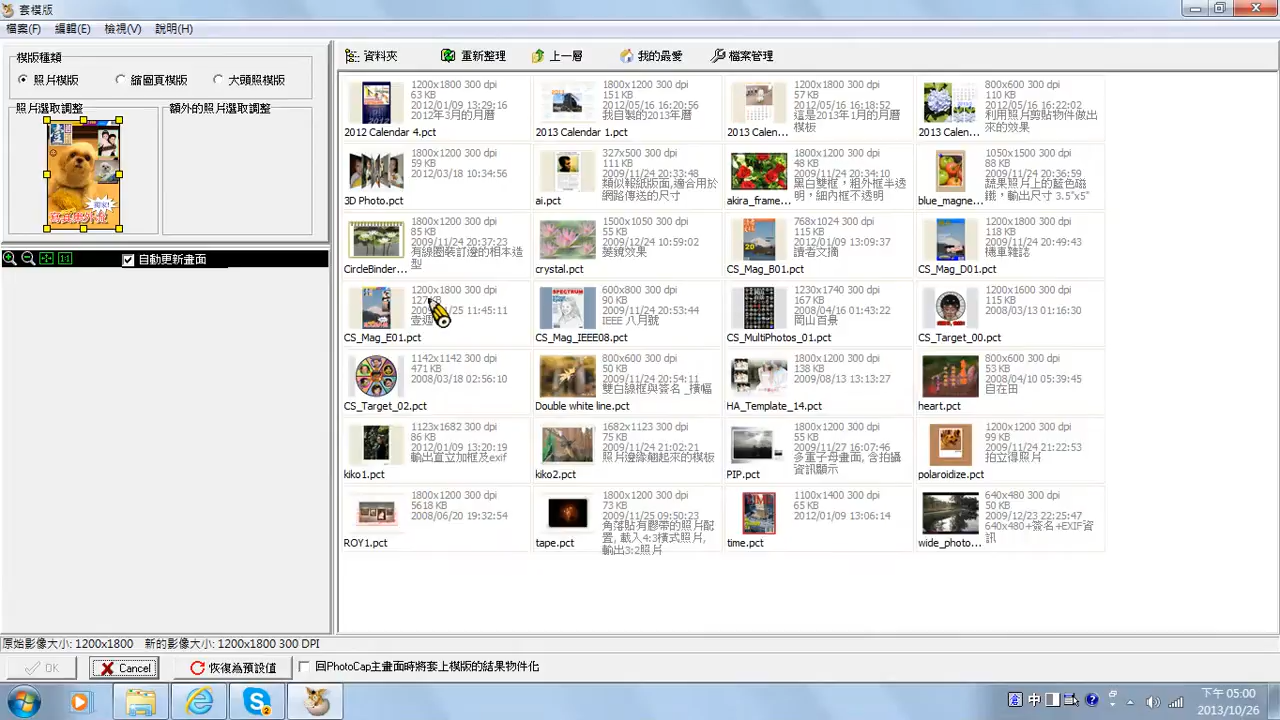 套模版
檔案(F) 編輯(E) 檢視(V) 說明(H)
模版種類
照片模版 縮圖頁模版 大頭照模版
照片選取調整 額外的照片選取調整
自動更新畫面
資料夾 重新整理 上一層 我的最愛 檔案管理
1200x1800 300 dpi
63 KB
2012/01/09 13:29:16
2012年3月的月曆
2012 Calendar 4.pct
1800x1200 300 dpi
151 KB
2012/05/16 16:20:56
我自製的2013年曆
2013 Calendar 1.pct
1200x1800 300 dpi
57 KB
2012/05/16 16:18:52
這是2013年1月的月曆
模板
2013 Calen...
800x600 300 dpi
110 KB
2012/05/16 16:22:02
利用照片剪貼物件做出
來的效果
2013 Calen...
1800x1200 300 dpi
59 KB
2012/03/18 10:34:56
3D Photo.pct
327x500 300 dpi
111 KB
2009/11/24 20:33:38
類似報紙版面,適合用於
網路傳送的尺寸
ai.pct
1800x1200 300 dpi
48 KB
2009/11/24 20:34:10
黑白雙框，粗外框半透
明，細內框不透明
akira_frame...
1050x1500 300 dpi
88 KB
2009/11/24 20:36:59
蔬果照片上的藍色磁
鐵，輸出尺寸 3.5"x5"
blue_magne...
1800x1200 300 dpi
85 KB
2009/11/24 20:37:23
有線圈裝訂邊的相本造
型
CircleBinder...
1500x1050 300 dpi
55 KB
2009/12/24 10:59:02
葉鏡效果
crystal.pct
768x1024 300 dpi
115 KB
2012/01/09 13:09:37
讀者文摘
CS_Mag_B01.pct
1200x1800 300 dpi
118 KB
2009/11/24 20:49:43
機車雜誌
CS_Mag_D01.pct
1200x1800 300 dpi
CS_Mag_E01.pct
600x800 300 dpi
90 KB
2009/11/24 20:53:44
IEEE 八月號
SPECTRUM
CS_Mag_IEEE08.pct
1230x1740 300 dpi
167 KB
2008/04/16 01:43:22
岡山百景
CS_MultiPhotos_01.pct
1200x1600 300 dpi
115 KB
2008/03/13 01:16:30
CS_Target_00.pct
1142x1142 300 dpi
471 KB
2008/03/18 02:56:10
CS_Target_02.pct
800x600 300 dpi
50 KB
2009/11/24 20:54:11
雙白線框與簽名 _橫幅
Double white line.pct
1800x1200 300 dpi
138 KB
2009/08/13 13:13:27
HA_Template_14.pct
800x600 300 dpi
53 KB
2008/04/10 05:39:45
自在田
heart.pct
1123x1682 300 dpi
86 KB
2012/01/09 13:20:19
輸出直立加框及exif
kiko1.pct
1682x1123 300 dpi
75 KB
2009/11/24 21:02:21
照片邊緣翹起來的模板
kiko2.pct
1800x1200 300 dpi
55 KB
2009/11/27 16:07:46
多重子母畫面, 含拍攝
資訊顯示
PIP.pct
1200x1200 300 dpi
99 KB
2009/11/24 21:22:53
拍立得照片
polaroidize.pct
1800x1200 300 dpi
5618 KB
2008/06/20 19:32:54
ROY1.pct
1800x1200 300 dpi
73 KB
2009/11/25 09:50:23
角落貼有膠帶的照片配
置, 載入4:3橫式照片,
輸出3:2照片
tape.pct
1100x1400 300 dpi
65 KB
2012/01/09 13:06:14
time.pct
640x480 300 dpi
50 KB
2009/12/23 22:25:47
640x480+簽名+EXIF資
訊
wide_photo...
原始影像大小: 1200x1800 新的影像大小: 1200x1800 300 DPI
OK Cancel 恢復為預設值 回PhotoCap主畫面時將套上模版的結果物件化
中
下午 05:00
2013/10/26